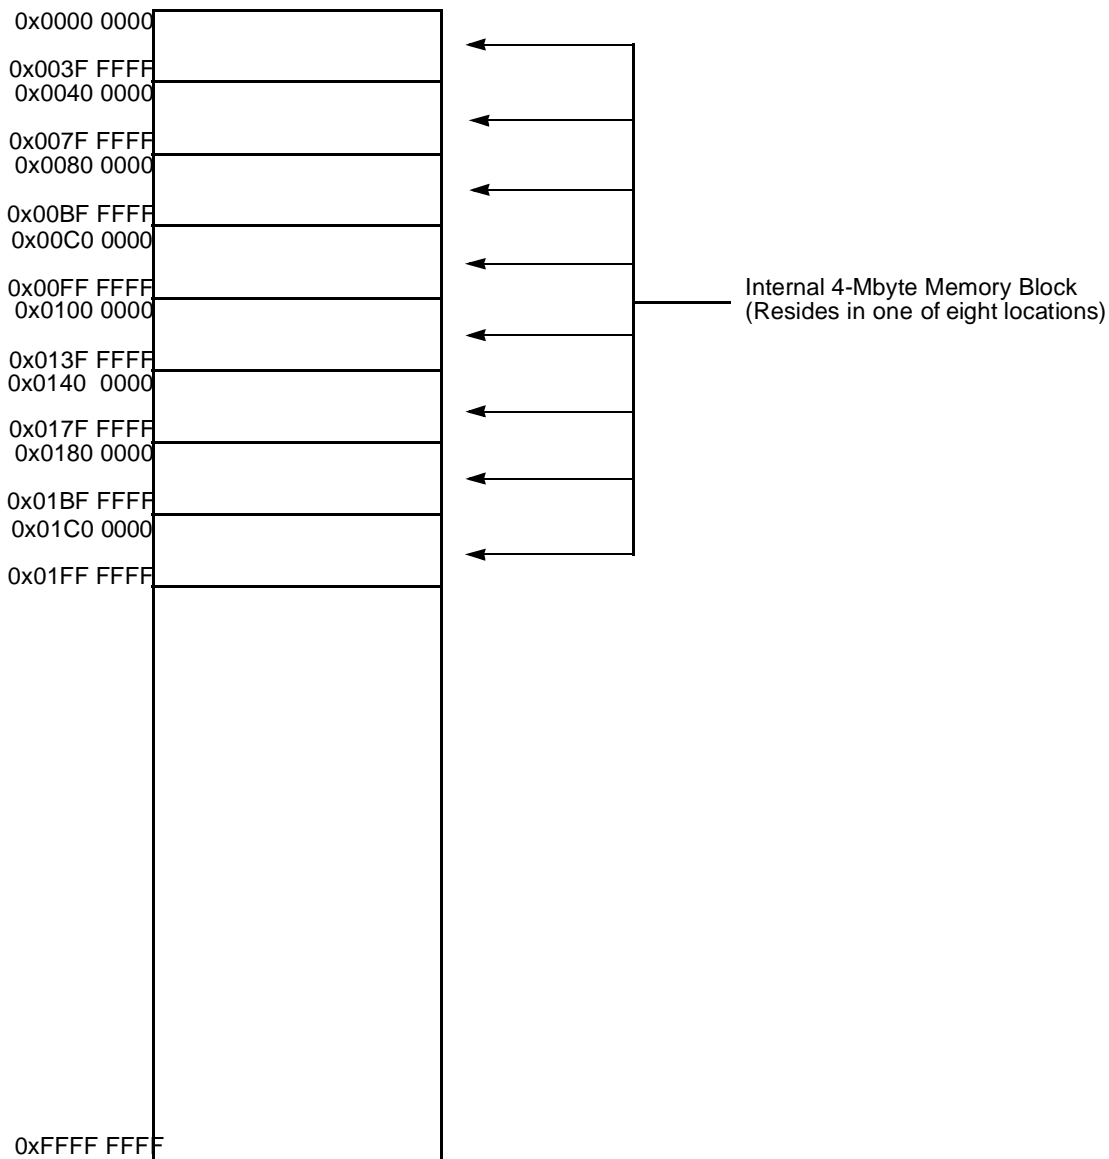 0x0000 0000
0x003F FFFF
0x0040 0000
0x007F FFFF
0x0080 0000
0x00BF FFFF
0x00C0 0000
0x00FF FFFF
0x0100 0000
0x013F FFFF
0x0140  0000
0x017F FFFF
0x0180 0000
0x01BF FFFF
0x01C0 0000
0x01FF FFFF
0xFFFF FFFF
Internal 4-Mbyte Memory Block
(Resides in one of eight locations)